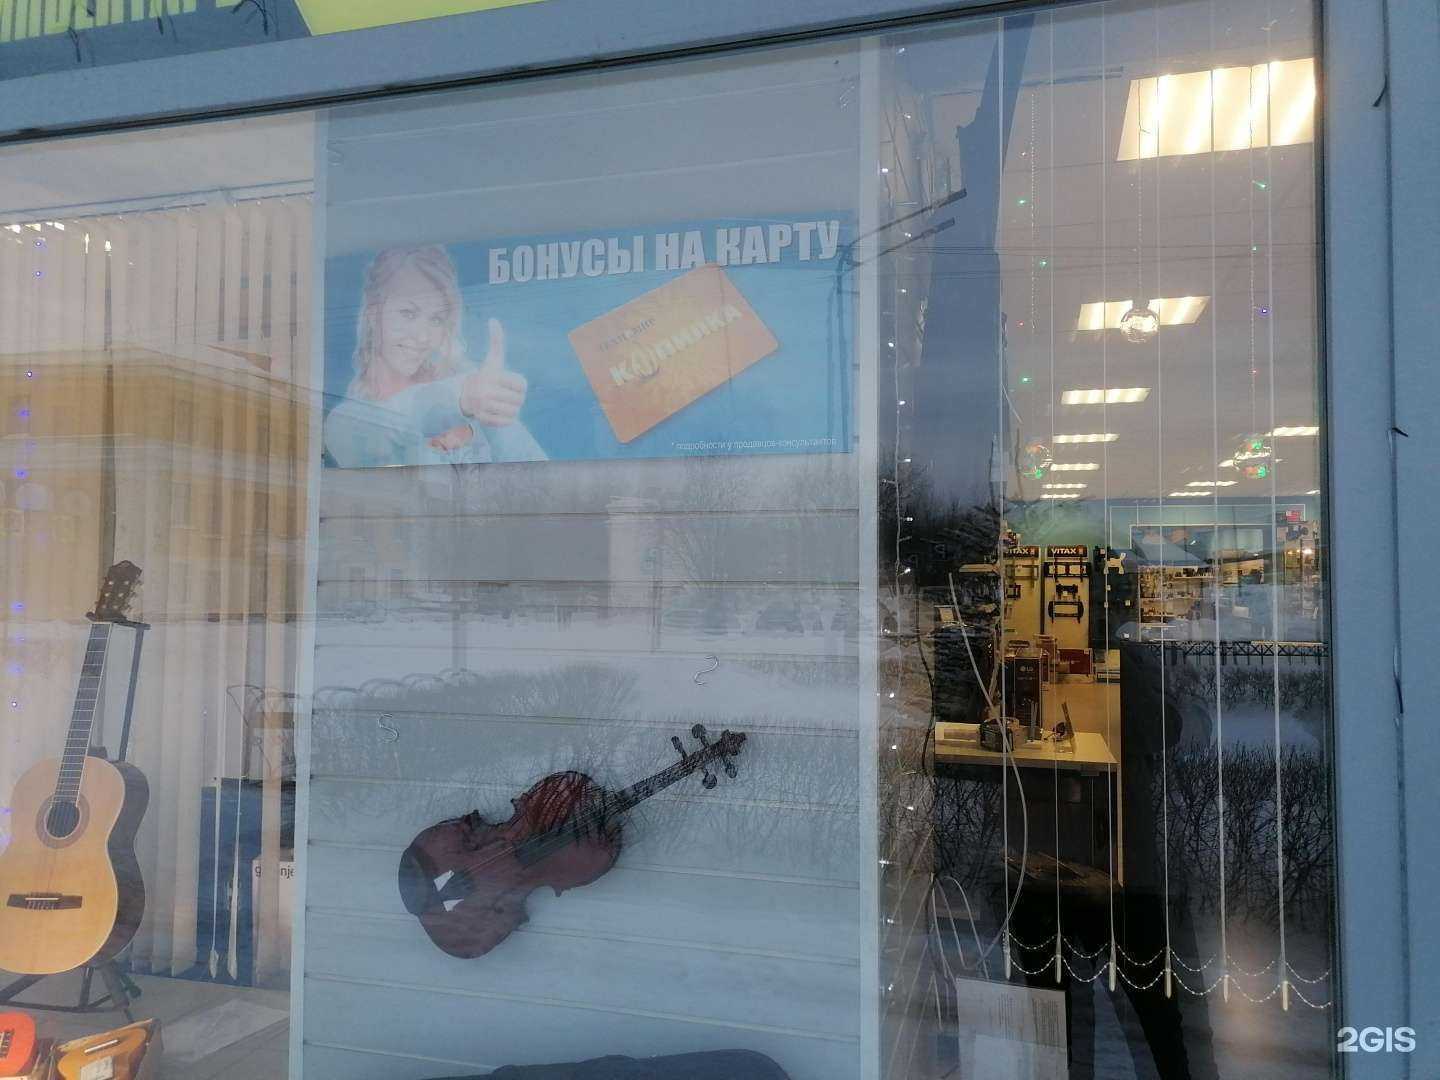 БОНУСЫ НА КАРТУ
КОПИЛКА
* подробности у продавцов-консультантов
VITAX
VITAX
LG
2GIS